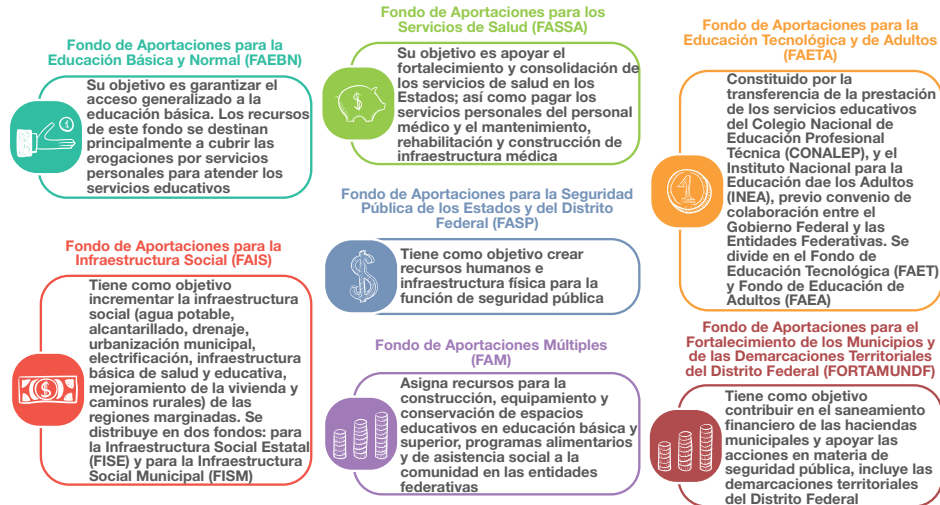 Fondo de Aportaciones para la
Educación Básica y Normal (FAEBN)
Su objetivo es garantizar el
acceso generalizado a la
educación básica. Los recursos
de este fondo se destinan
principalmente a cubrir las
erogaciones por servicios
personales para atender los
servicios educativos
Fondo de Aportaciones para la
Infraestructura Social (FAIS)
Tiene como objetivo
incrementar la infraestructura
social (agua potable,
alcantarillado, drenaje,
urbanización municipal,
electrificación, infraestructura
básica de salud y educativa,
mejoramiento de la vivienda y
caminos rurales) de las
regiones marginadas. Se
distribuye en dos fondos: para
la Infraestructura Social Estatal
(FISE) y para la Infraestructura
Social Municipal (FISM)
Fondo de Aportaciones para los
Servicios de Salud (FASSA)
Su objetivo es apoyar el
fortalecimiento y consolidación de
los servicios de salud en los
Estados; así como pagar los
servicios personales del personal
médico y el mantenimiento,
rehabilitación y construcción de
infraestructura médica
Fondo de Aportaciones para la Seguridad
Pública de los Estados y del Distrito
Federal (FASP)
Tiene como objetivo crear
recursos humanos e
infraestructura física para la
función de seguridad pública
Fondo de Aportaciones Múltiples
(FAM)
Asigna recursos para la
construcción, equipamiento y
conservación de espacios
educativos en educación básica y
superior, programas alimentarios
y de asistencia social a la
comunidad en las entidades
federativas
Fondo de Aportaciones para la
Educación Tecnológica y de Adultos
(FAETA)
Constituido por la
transferencia de la prestación
de los servicios educativos
del Colegio Nacional de
Educación Profesional
Técnica (CONALEP), y el
Instituto Nacional para la
Educación dae los Adultos
(INEA), previo convenio de
colaboración entre el
Gobierno Federal y las
Entidades Federativas. Se
divide en el Fondo de
Educación Tecnológica (FAET)
y Fondo de Educación de
Adultos (FAEA)
Fondo de Aportaciones para el
Fortalecimiento de los Municipios y
de las Demarcaciones Territoriales
del Distrito Federal (FORTAMUNDF)
Tiene como objetivo
contribuir en el saneamiento
financiero de las haciendas
municipales y apoyar las
acciones en materia de
seguridad pública, incluye las
demarcaciones territoriales
del Distrito Federal